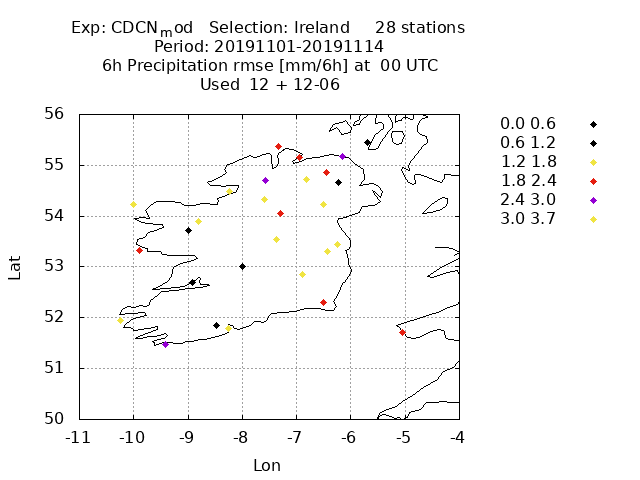 Exp: CDCN_mod Selection: Ireland 28 stations
Period: 20191101-20191114
6h Precipitation rmse [mm/6h] at 00 UTC
Used 12 + 12-06
0.0 0.6
0.6 1.2
1.2 1.8
1.8 2.4
2.4 3.0
3.0 3.7
56
55
54
53
52
51
50
Lat
-11 -10 -9 -8 -7 -6 -5 -4
Lon